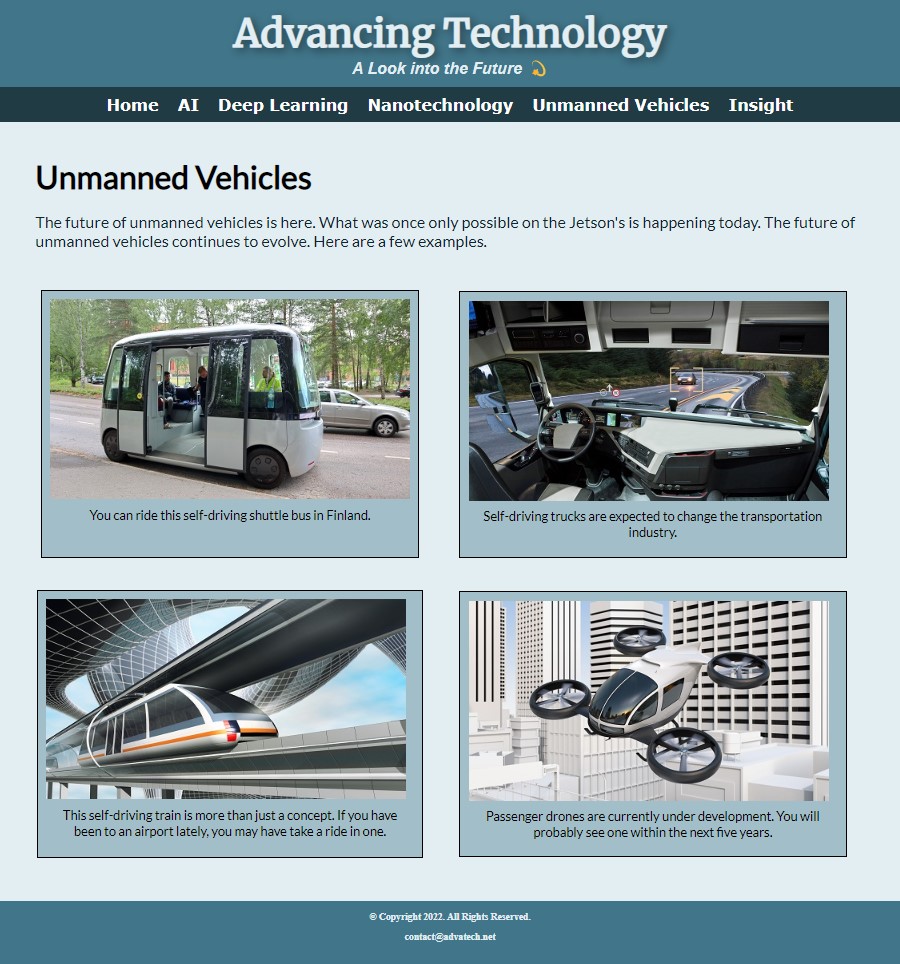 Advancing Technology
A Look into the Future 💫
Home AI Deep Learning Nanotechnology Unmanned Vehicles Insight
Unmanned Vehicles
The future of unmanned vehicles is here. What was once only possible on the Jetson's is happening today. The future of
unmanned vehicles continues to evolve. Here are a few examples.
You can ride this self-driving shuttle bus in Finland.
Self-driving trucks are expected to change the transportation
industry.
This self-driving train is more than just a concept. If you have
been to an airport lately, you may have take a ride in one.
Passenger drones are currently under development. You will
probably see one within the next five years.
© Copyright 2022. All Rights Reserved.
contact@advatech.net